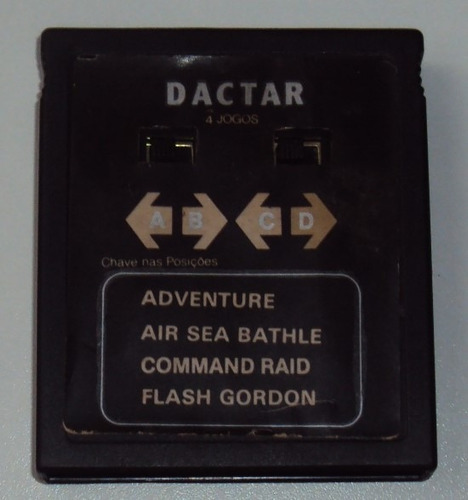 DACTAR
4 JOGOS
A B C D
Chave nas Posições
ADVENTURE
AIR SEA BATHLE
COMMAND RAID
FLASH GORDON